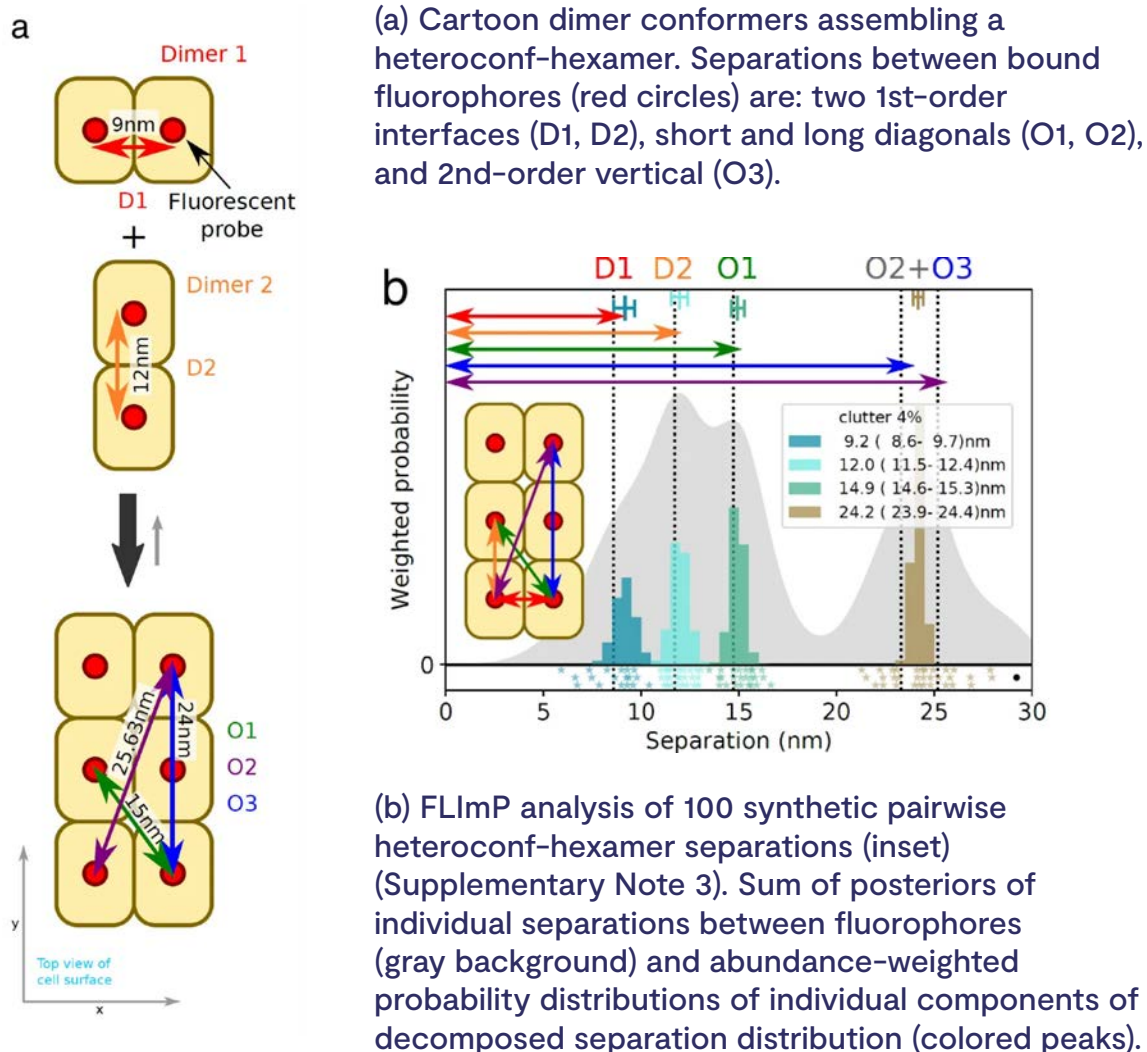 a
Dimer 1
9nm
D1
Fluorescent
probe
+
Dimer 2
12nm
D2
25.63nm
24nm
15nm
O1
O2
O3
y
Top view of
cell surface
x
(a) Cartoon dimer conformers assembling a
heteroconf-hexamer. Separations between bound
fluorophores (red circles) are: two 1st-order
interfaces (D1, D2), short and long diagonals (O1, O2),
and 2nd-order vertical (O3).
b
D1 D2 O1 O2+O3
Weighted probability
clutter 4%
9.2 ( 8.6- 9.7)nm
12.0 ( 11.5- 12.4)nm
14.9 ( 14.6- 15.3)nm
24.2 ( 23.9- 24.4)nm
0
0 5 10 15 20 25 30
Separation (nm)
(b) FLImP analysis of 100 synthetic pairwise
heteroconf-hexamer separations (inset)
(Supplementary Note 3). Sum of posteriors of
individual separations between fluorophores
(gray background) and abundance-weighted
probability distributions of individual components of
decomposed separation distribution (colored peaks).